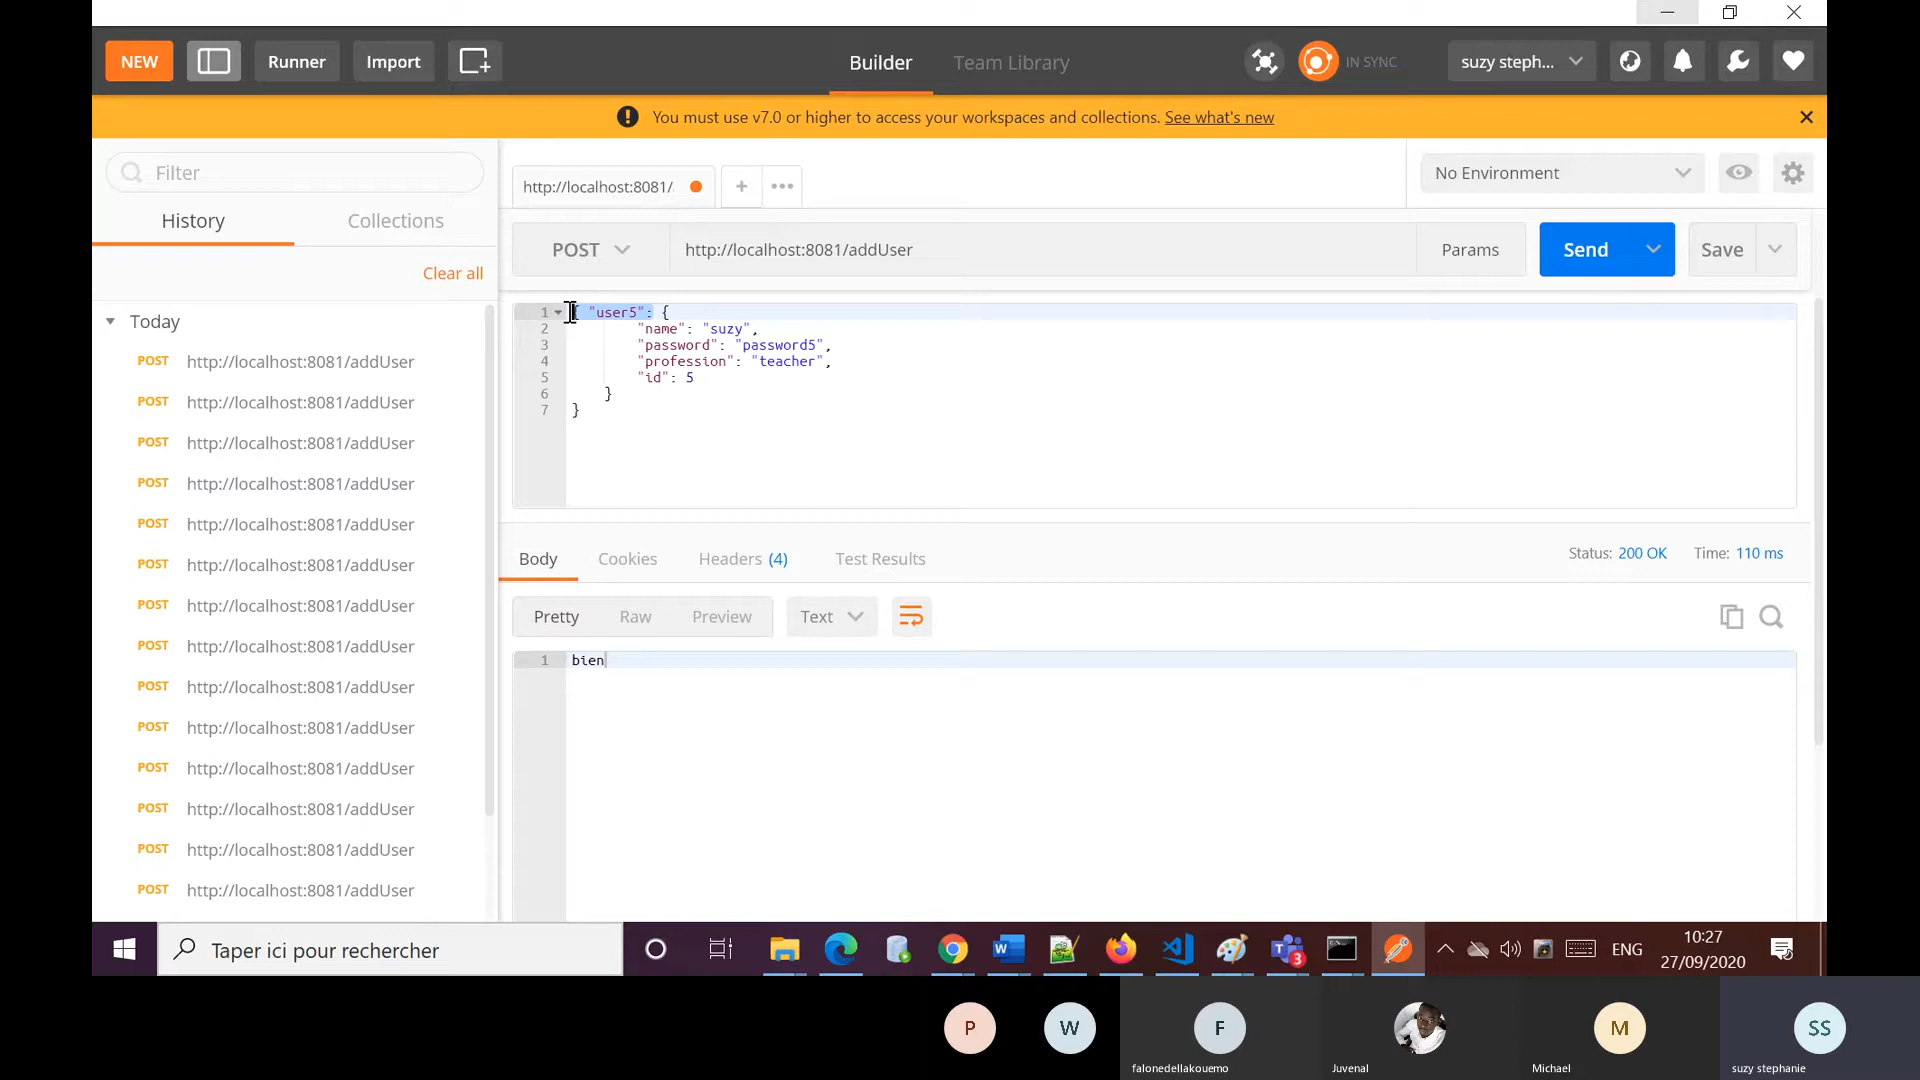 NEW
Runner
Import
Builder
Team Library
IN SYNC
suzy steph...
You must use v7.0 or higher to access your workspaces and collections. See what's new
Filter
History
Collections
Clear all
Today
POST http://localhost:8081/addUser
POST http://localhost:8081/addUser
POST http://localhost:8081/addUser
POST http://localhost:8081/addUser
POST http://localhost:8081/addUser
POST http://localhost:8081/addUser
POST http://localhost:8081/addUser
POST http://localhost:8081/addUser
POST http://localhost:8081/addUser
POST http://localhost:8081/addUser
POST http://localhost:8081/addUser
POST http://localhost:8081/addUser
POST http://localhost:8081/addUser
POST http://localhost:8081/addUser
http://localhost:8081/
No Environment
POST
http://localhost:8081/addUser
Params
Send
Save
1 { "user5": {
2 "name": "suzy",
3 "password": "password5",
4 "profession": "teacher",
5 "id": 5
6 }
7 }
Body
Cookies
Headers (4)
Test Results
Status: 200 OK
Time: 110 ms
Pretty
Raw
Preview
Text
1 bien
Taper ici pour rechercher
3
ENG
10:27
27/09/2020
P
W
F
M
SS
falonedellakouemo
Juvenal
Michael
suzy stephanie